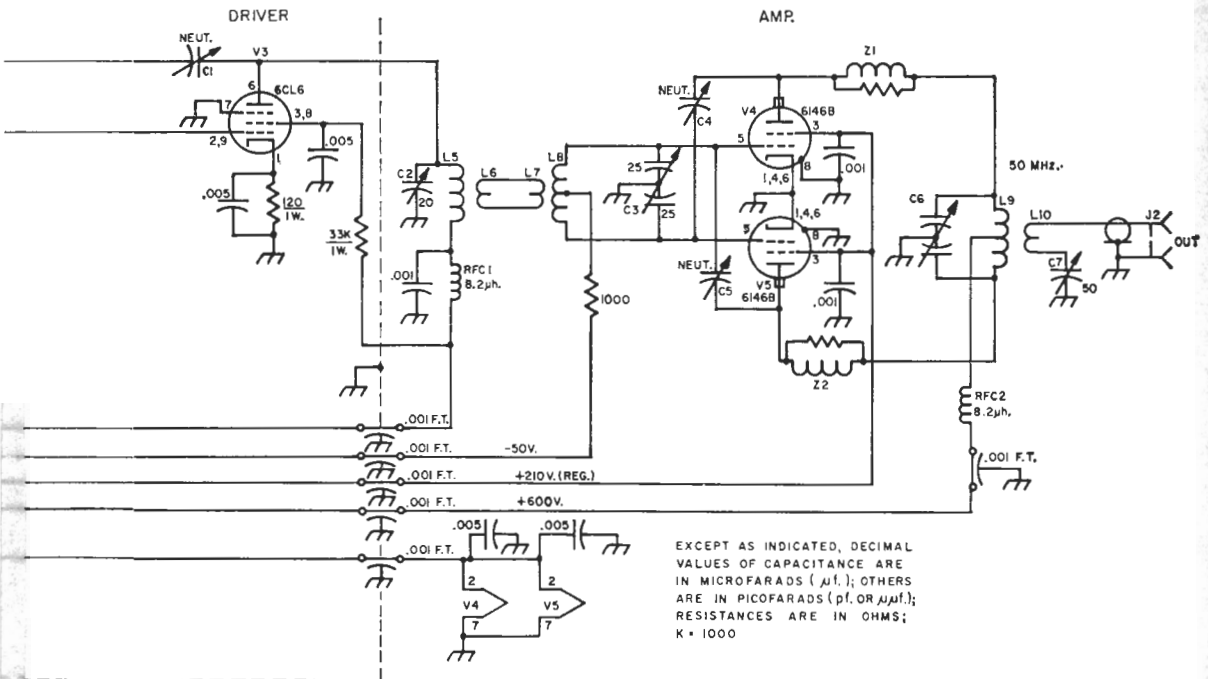 DRIVER
AMP.
NEUT.
C1
V3
6
6CL6
7
3,8
2,9
1
.005
.005
120
1W.
33K
1W.
C2
20
L5
L6
L7
L8
.001
RFC1
8.2µh.
NEUT.
C4
25
C3
25
NEUT.
C5
1000
V4
6146B
5
3
1,4,6
8
.001
1,4,6
8
5
3
V5
6146B
.001
Z1
Z2
50 MHz.
C6
L9
L10
C7
50
J2
OUT
RFC2
8.2µh.
.001 F.T.
.001 F.T.
.001 F.T.
-50V.
.001 F.T.
+210V.(REG.)
.001 F.T.
+600V.
.001 F.T.
.005
.005
2
V4
7
2
V5
7
EXCEPT AS INDICATED, DECIMAL
VALUES OF CAPACITANCE ARE
IN MICROFARADS (µf.); OTHERS
ARE IN PICOFARADS (pf. OR µµf.);
RESISTANCES ARE IN OHMS;
K = 1000